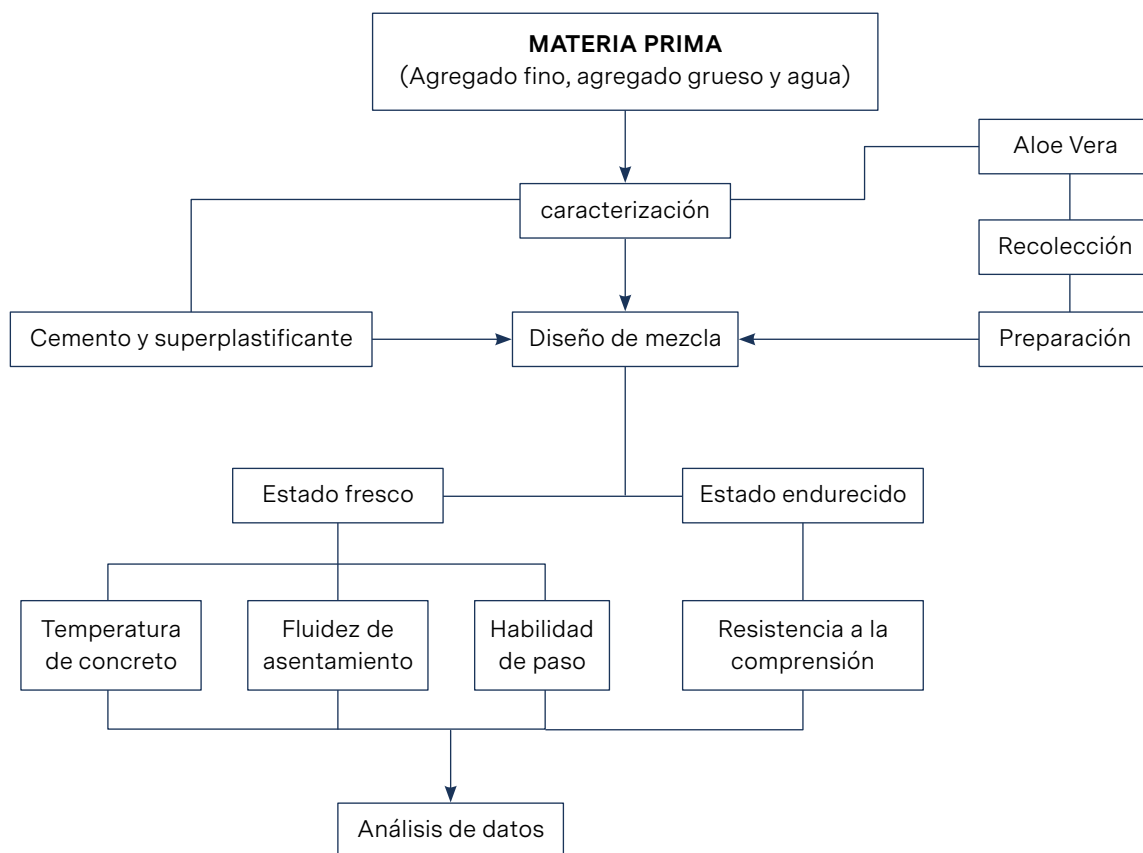 MATERIA PRIMA
(Agregado fino, agregado grueso y agua)
Aloe Vera
caracterización
Recolección
Cemento y superplastificante
Diseño de mezcla
Preparación
Estado fresco
Estado endurecido
Temperatura
de concreto
Fluidez de
asentamiento
Habilidad
de paso
Resistencia a la
comprensión
Análisis de datos